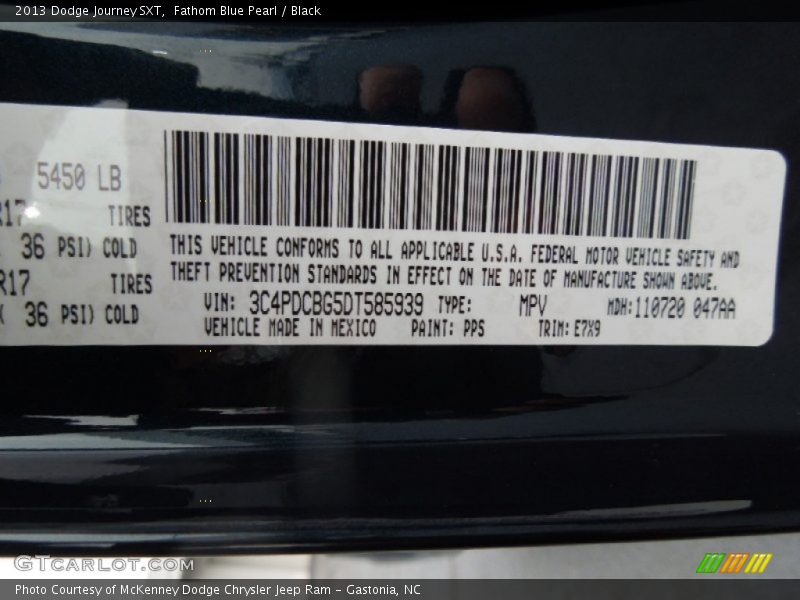 2013 Dodge Journey SXT, Fathom Blue Pearl / Black
5450 LB
R17 TIRES
36 PSI) COLD
R17 TIRES
( 36 PSI) COLD
THIS VEHICLE CONFORMS TO ALL APPLICABLE U.S.A. FEDERAL MOTOR VEHICLE SAFETY AND
THEFT PREVENTION STANDARDS IN EFFECT ON THE DATE OF MANUFACTURE SHOWN ABOVE.
VIN: 3C4PDCBG5DT585939 TYPE: MPV MDH:110720 047AA
VEHICLE MADE IN MEXICO PAINT: PPS TRIM: E7X9
GTCARLOT.COM
Photo Courtesy of McKenney Dodge Chrysler Jeep Ram - Gastonia, NC